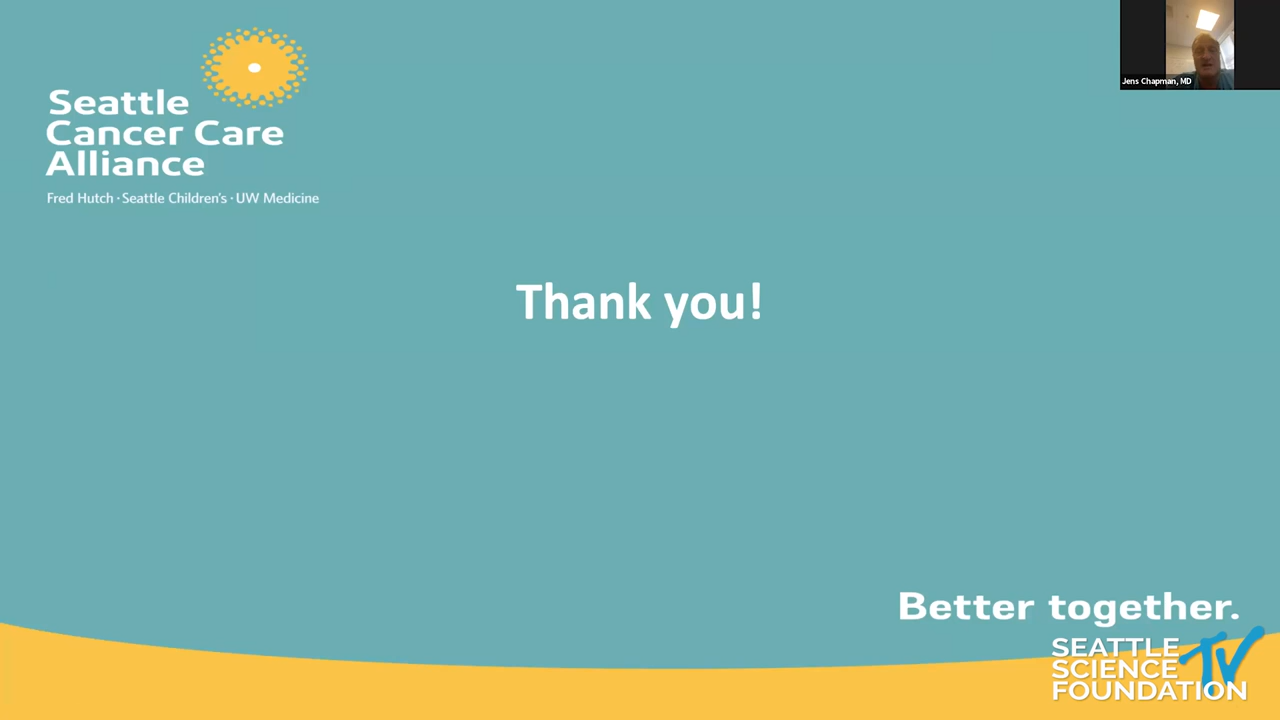 Seattle
Cancer Care
Alliance
Fred Hutch · Seattle Children's · UW Medicine
Jens Chapman, MD
Thank you!
Better together.
SEATTLE
SCIENCE
FOUNDATION
TV